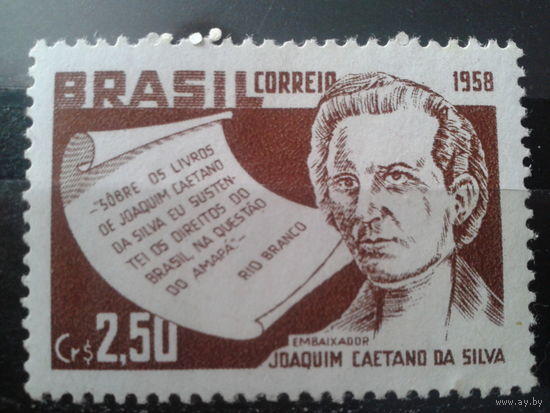 BRASIL CORREIO 1958
-"SÔBRE OS LIVROS
DE JOAQUIM CAETANO
DA SILVA EU SUSTEN-
TEI OS DIREITOS DO
BRASIL, NA QUESTÃO
DO AMAPÁ"-
RIO BRANCO
Cr$ 2,50
EMBAIXADOR
JOAQUIM CAETANO DA SILVA
www.ay.by